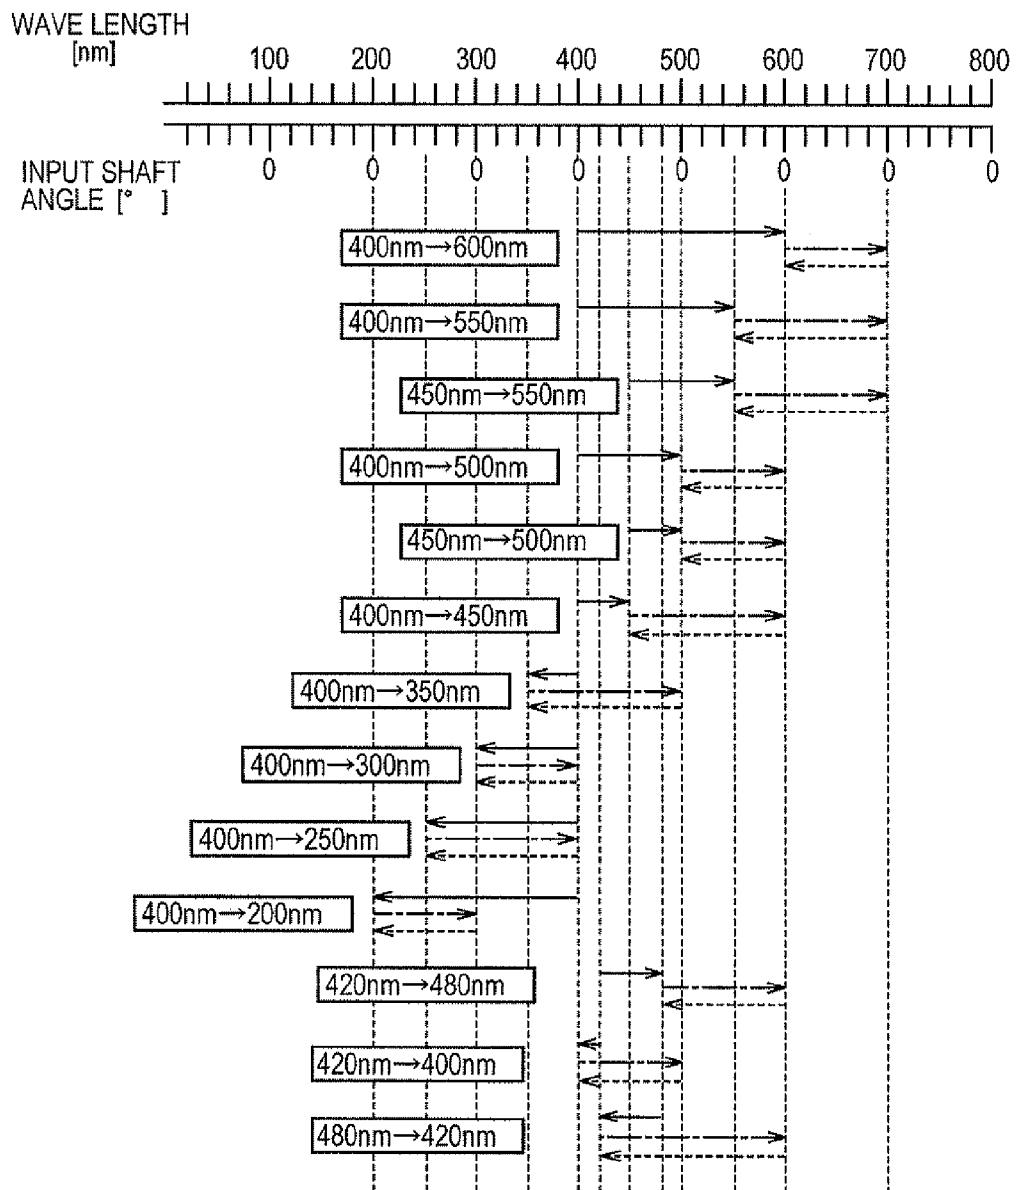 WAVE LENGTH
[nm]
100 200 300 400 500 600 700 800
INPUT SHAFT
ANGLE [° ]
0 0 0 0 0 0 0 0
400nm→600nm
400nm→550nm
450nm→550nm
400nm→500nm
450nm→500nm
400nm→450nm
400nm→350nm
400nm→300nm
400nm→250nm
400nm→200nm
420nm→480nm
420nm→400nm
480nm→420nm